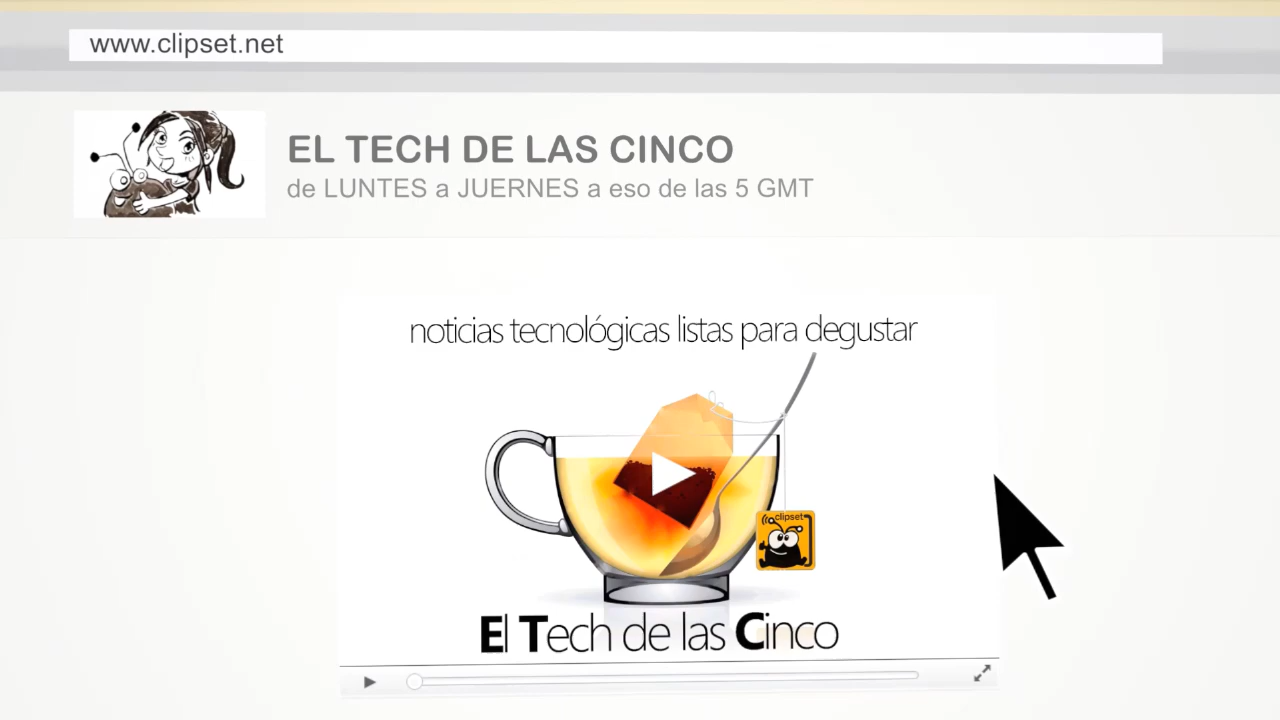 www.clipset.net
EL TECH DE LAS CINCO
de LUNTES a JUERNES a eso de las 5 GMT
noticias tecnológicas listas para degustar
clipset
El Tech de las Cinco